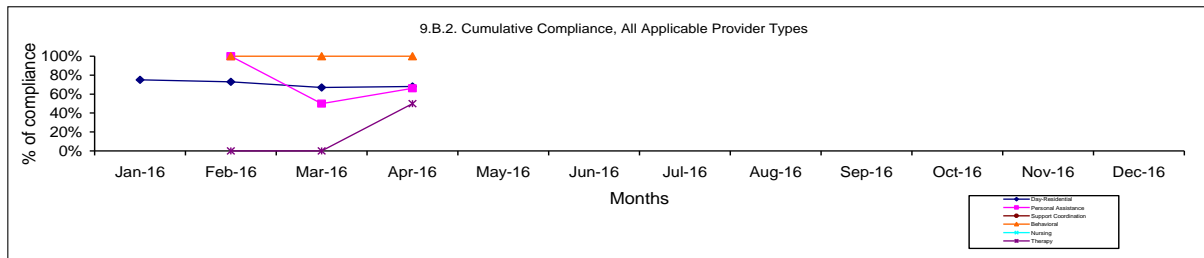 9.B.2. Cumulative Compliance, All Applicable Provider Types
100%
80%
60%
40%
20%
0%
% of compliance
Jan-16 Feb-16 Mar-16 Apr-16 May-16 Jun-16 Jul-16 Aug-16 Sep-16 Oct-16 Nov-16 Dec-16
Months
Day-Residential
Personal Assistance
Support Coordination
Behavioral
Nursing
Therapy